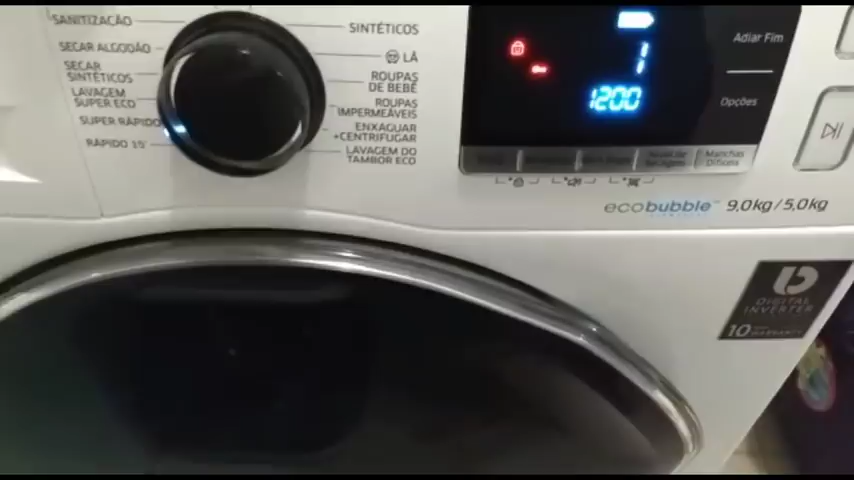 SANITIZAÇÃO
SECAR ALGODÃO
SECAR
SINTÉTICOS
LAVAGEM
SUPER ECO
SUPER RÁPIDO
RÁPIDO 15'
SINTÉTICOS
LÃ
ROUPAS
DE BEBÊ
ROUPAS
IMPERMEÁVEIS
ENXAGUAR
+CENTRIFUGAR
LAVAGEM DO
TAMBOR ECO
1200
Adiar Fim
Opções
Manchas
Difíceis
ecobubble™ 9,0kg/5,0kg
DIGITAL
INVERTER
10